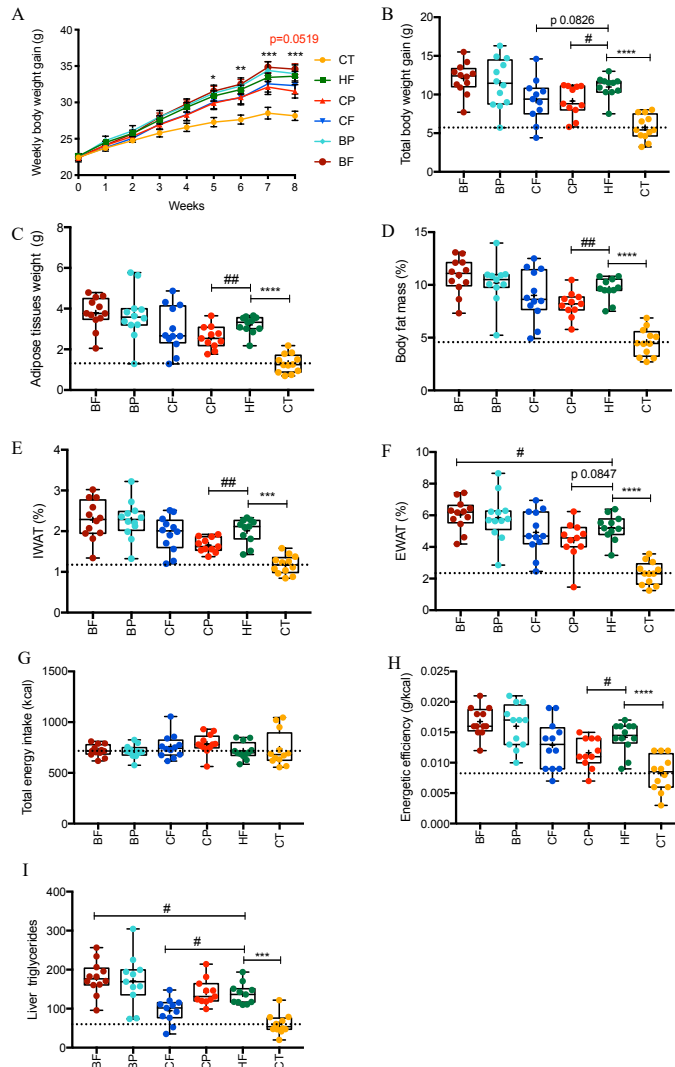 A
p=0.0519
Weekly body weight gain (g)
40
35
30
25
20
* ** *** ***
0 1 2 3 4 5 6 7 8
Weeks
CT
HF
CP
CF
BP
BF
B
Total body weight gain (g)
20
15
10
5
0
p 0.0826
#
****
BF BP CF CP HF CT
C
Adipose tissues weight (g)
8
6
4
2
0
##
****
BF BP CF CP HF CT
D
Body fat mass (%)
15
10
5
0
##
****
BF BP CF CP HF CT
E
IWAT (%)
4
3
2
1
0
##
***
BF BP CF CP HF CT
F
EWAT (%)
10
8
6
4
2
0
#
p 0.0847
****
BF BP CF CP HF CT
G
Total energy intake (kcal)
1500
1000
500
0
BF BP CF CP HF CT
H
Energetic efficiency (g/kcal)
0.025
0.020
0.015
0.010
0.005
0.000
#
****
BF BP CF CP HF CT
I
Liver triglycerides
400
300
200
100
0
#
#
***
BF BP CF CP HF CT